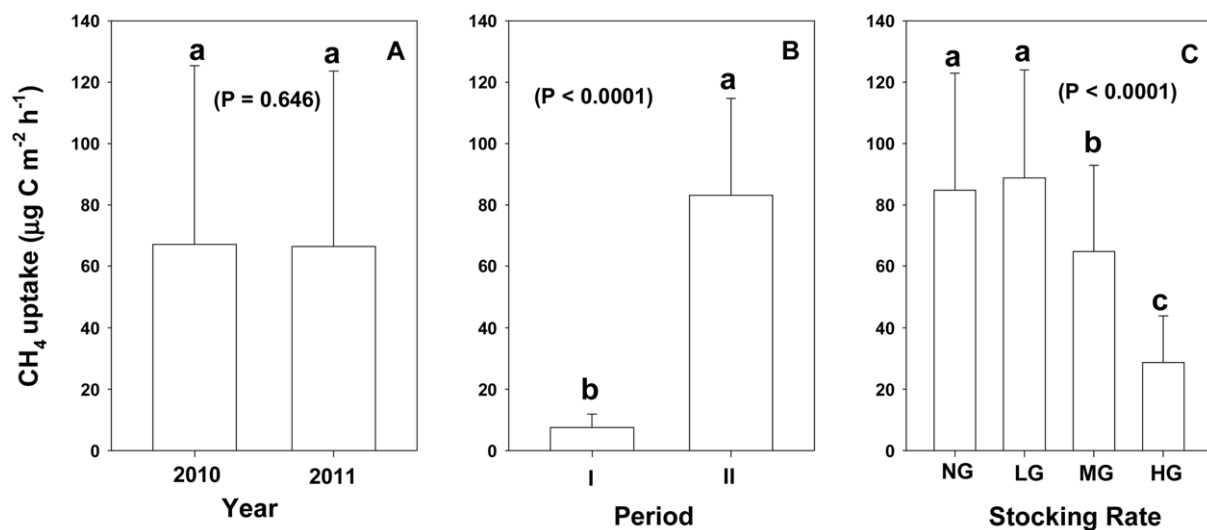 CH₄ uptake (µg C m⁻² h⁻¹)
140
120
100
80
60
40
20
0
A
a a
(P = 0.646)
2010 2011
Year
140
120
100
80
60
40
20
0
B
a
(P < 0.0001)
b
I II
Period
140
120
100
80
60
40
20
0
C
a a
(P < 0.0001)
b
c
NG LG MG HG
Stocking Rate